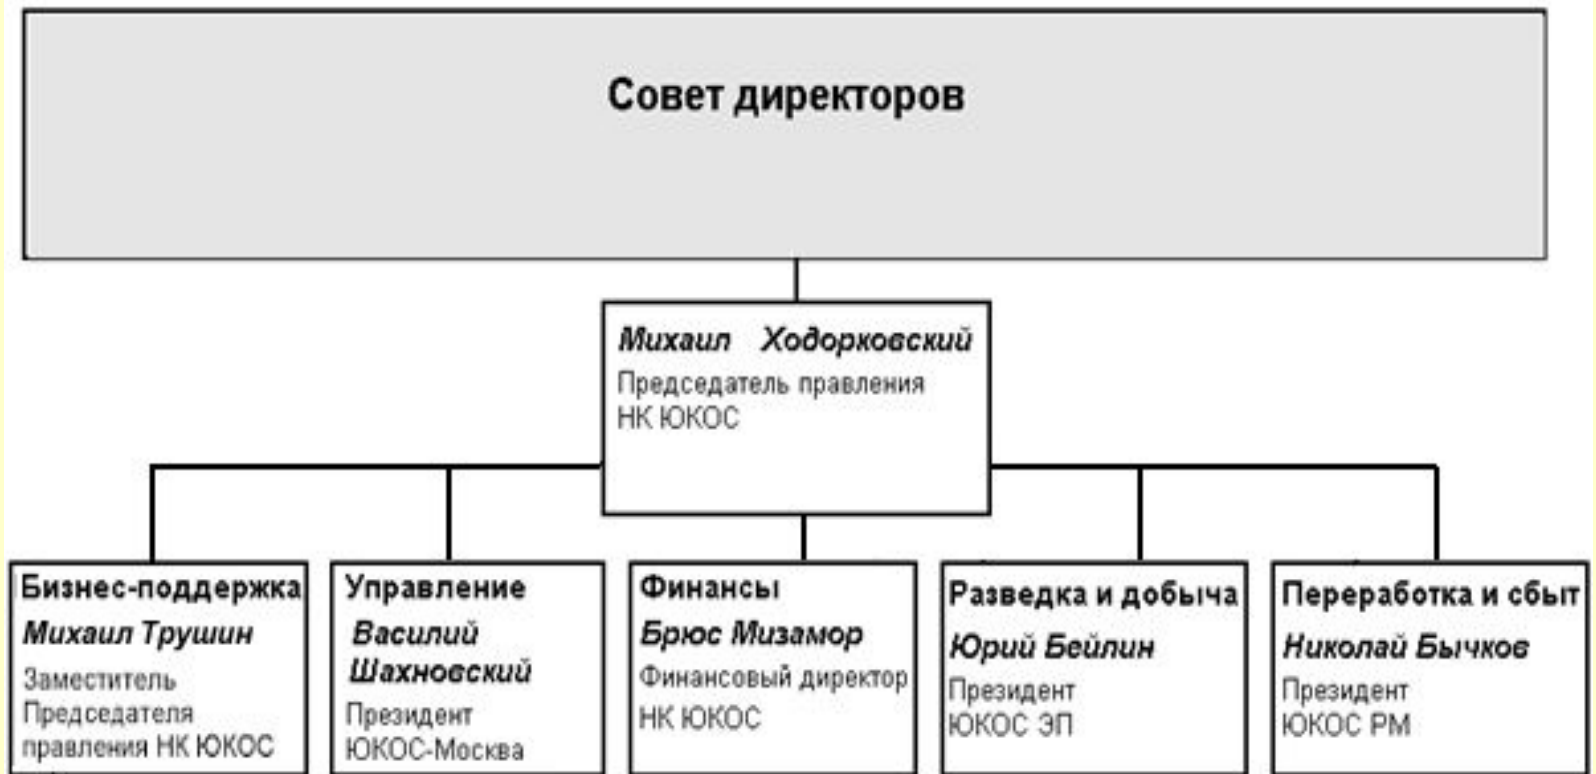 Совет директоров
Михаил Ходорковский
Председатель правления
НК ЮКОС
Бизнес-поддержка
Михаил Трушин
Заместитель
Председателя
правления НК ЮКОС
Управление
Василий
Шахновский
Президент
ЮКОС-Москва
Финансы
Брюс Мизамор
Финансовый директор
НК ЮКОС
Разведка и добыча
Юрий Бейлин
Президент
ЮКОС ЭП
Переработка и сбыт
Николай Бычков
Президент
ЮКОС РМ